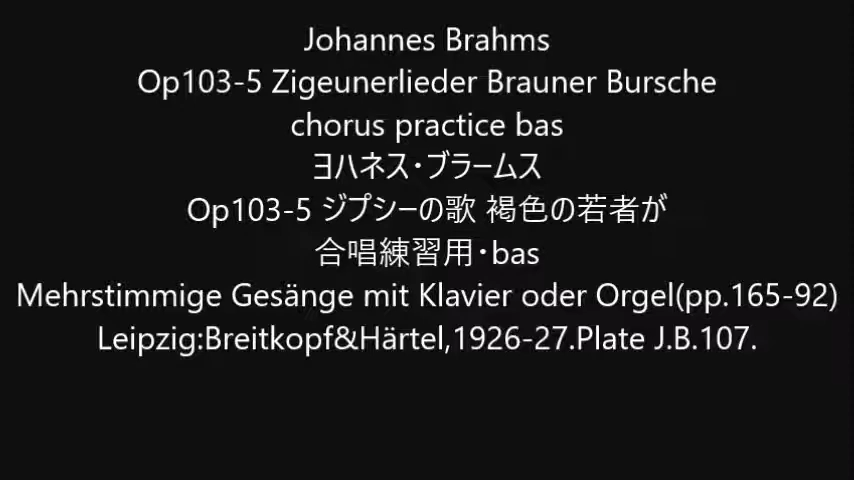 Johannes Brahms
Op103-5 Zigeunerlieder Brauner Bursche
chorus practice bas
ヨハネス・ブラームス
Op103-5 ジプシーの歌 褐色の若者が
合唱練習用・bas
Mehrstimmige Gesänge mit Klavier oder Orgel(pp.165-92)
Leipzig:Breitkopf&Härtel,1926-27.Plate J.B.107.